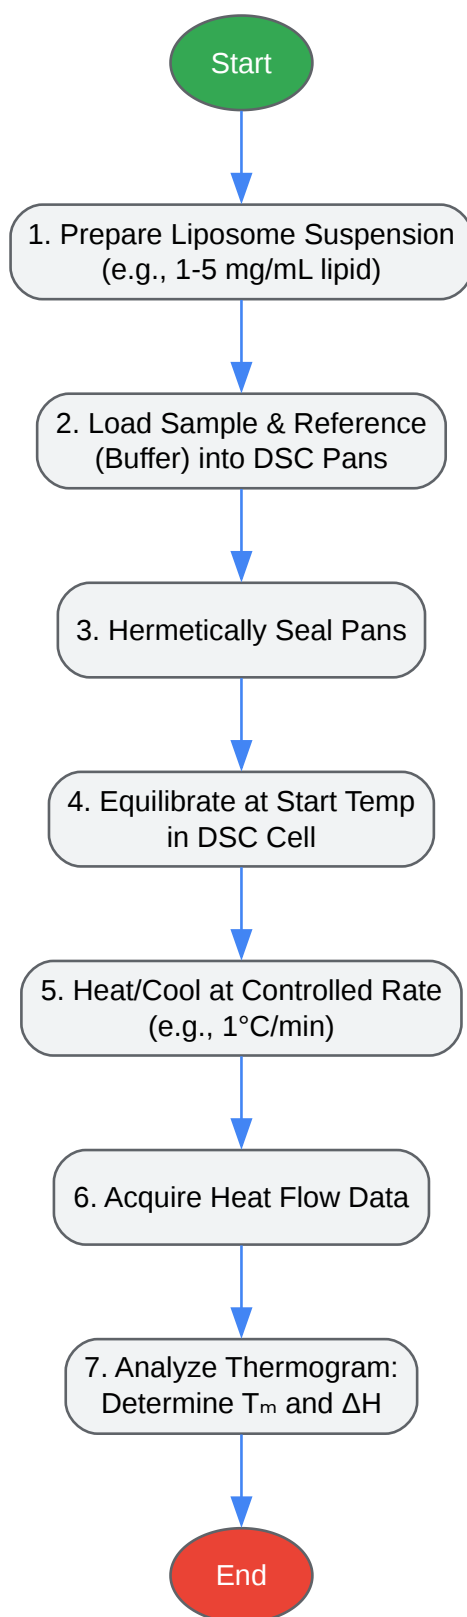 Start
1. Prepare Liposome Suspension
(e.g., 1-5 mg/mL lipid)
2. Load Sample & Reference
(Buffer) into DSC Pans
3. Hermetically Seal Pans
4. Equilibrate at Start Temp
in DSC Cell
5. Heat/Cool at Controlled Rate
(e.g., 1°C/min)
6. Acquire Heat Flow Data
7. Analyze Thermogram:
Determine Tₘ and ΔH
End